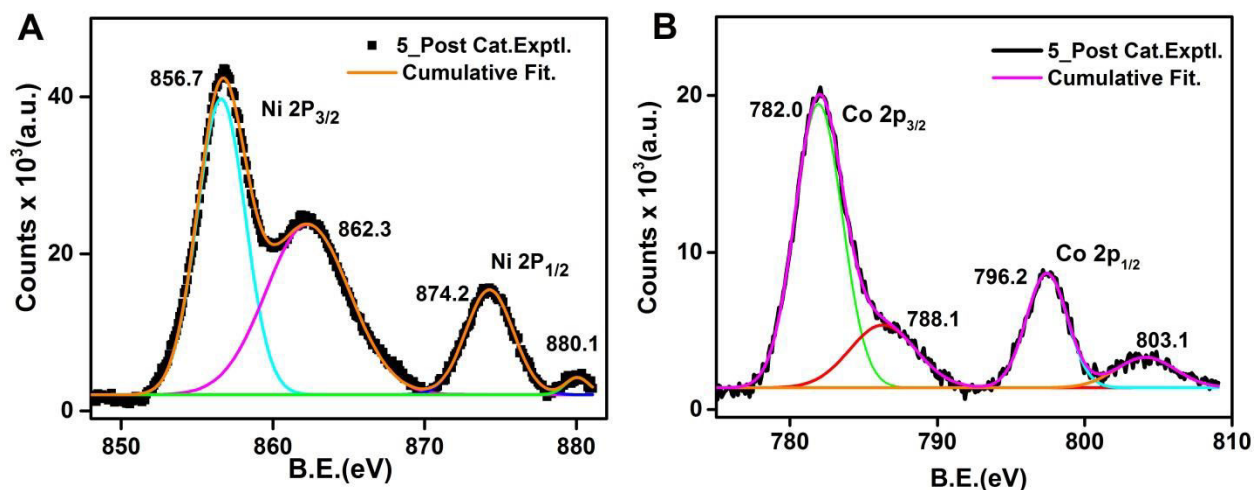 A
5_Post Cat.Exptl.
Cumulative Fit.
856.7
Ni 2P3/2
862.3
Ni 2P1/2
874.2
880.1
Counts x 10³(a.u.)
40
20
0
850
860
870
880
B.E.(eV)
B
5_Post Cat.Exptl.
Cumulative Fit.
782.0
Co 2p3/2
788.1
Co 2p1/2
796.2
803.1
Counts x 10³(a.u.)
20
10
0
780
790
800
810
B.E.(eV)